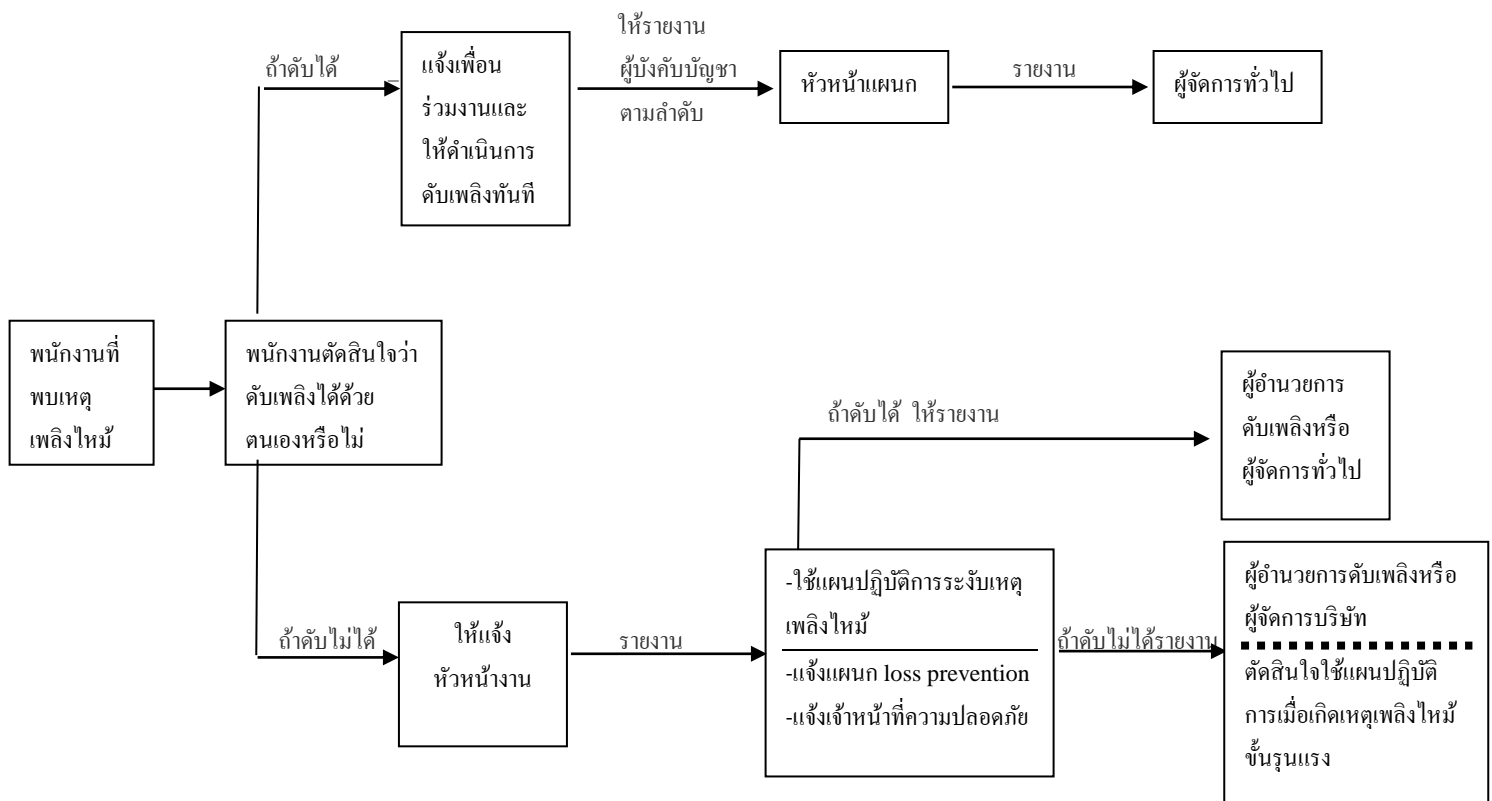 ถ้าดับได้
แจ้งเพื่อน
ร่วมงานและ
ให้ดำเนินการ
ดับเพลิงทันที
ให้รายงาน
ผู้บังคับบัญชา
ตามลำดับ
หัวหน้าแผนก
รายงาน
ผู้จัดการทั่วไป
พนักงานที่
พบเหตุ
เพลิงไหม้
พนักงานตัดสินใจว่า
ดับเพลิงได้ด้วย
ตนเองหรือไม่
ถ้าดับได้ ให้รายงาน
ผู้อำนวยการ
ดับเพลิงหรือ
ผู้จัดการทั่วไป
ถ้าดับไม่ได้
ให้แจ้ง
หัวหน้างาน
รายงาน
-ใช้แผนปฏิบัติการระงับเหตุ
เพลิงไหม้
-แจ้งแผนก loss prevention
-แจ้งเจ้าหน้าที่ความปลอดภัย
ถ้าดับไม่ได้รายงาน
ผู้อำนวยการดับเพลิงหรือ
ผู้จัดการบริษัท
ตัดสินใจใช้แผนปฏิบัติ
การเมื่อเกิดเหตุเพลิงไหม้
ขั้นรุนแรง